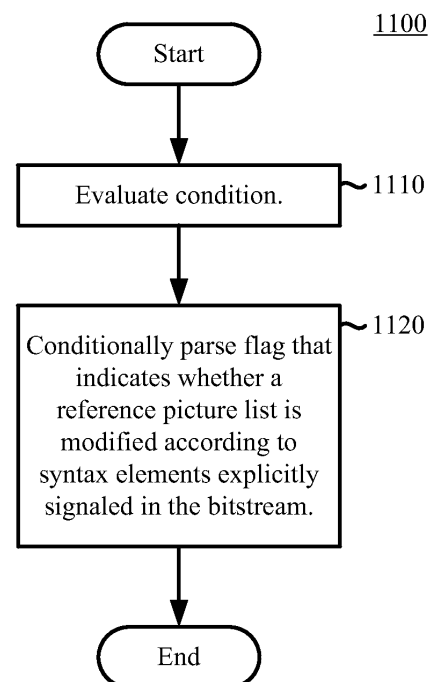 1100
Start
Evaluate condition.
1110
Conditionally parse flag that
indicates whether a
reference picture list is
modified according to
syntax elements explicitly
signaled in the bitstream.
1120
End